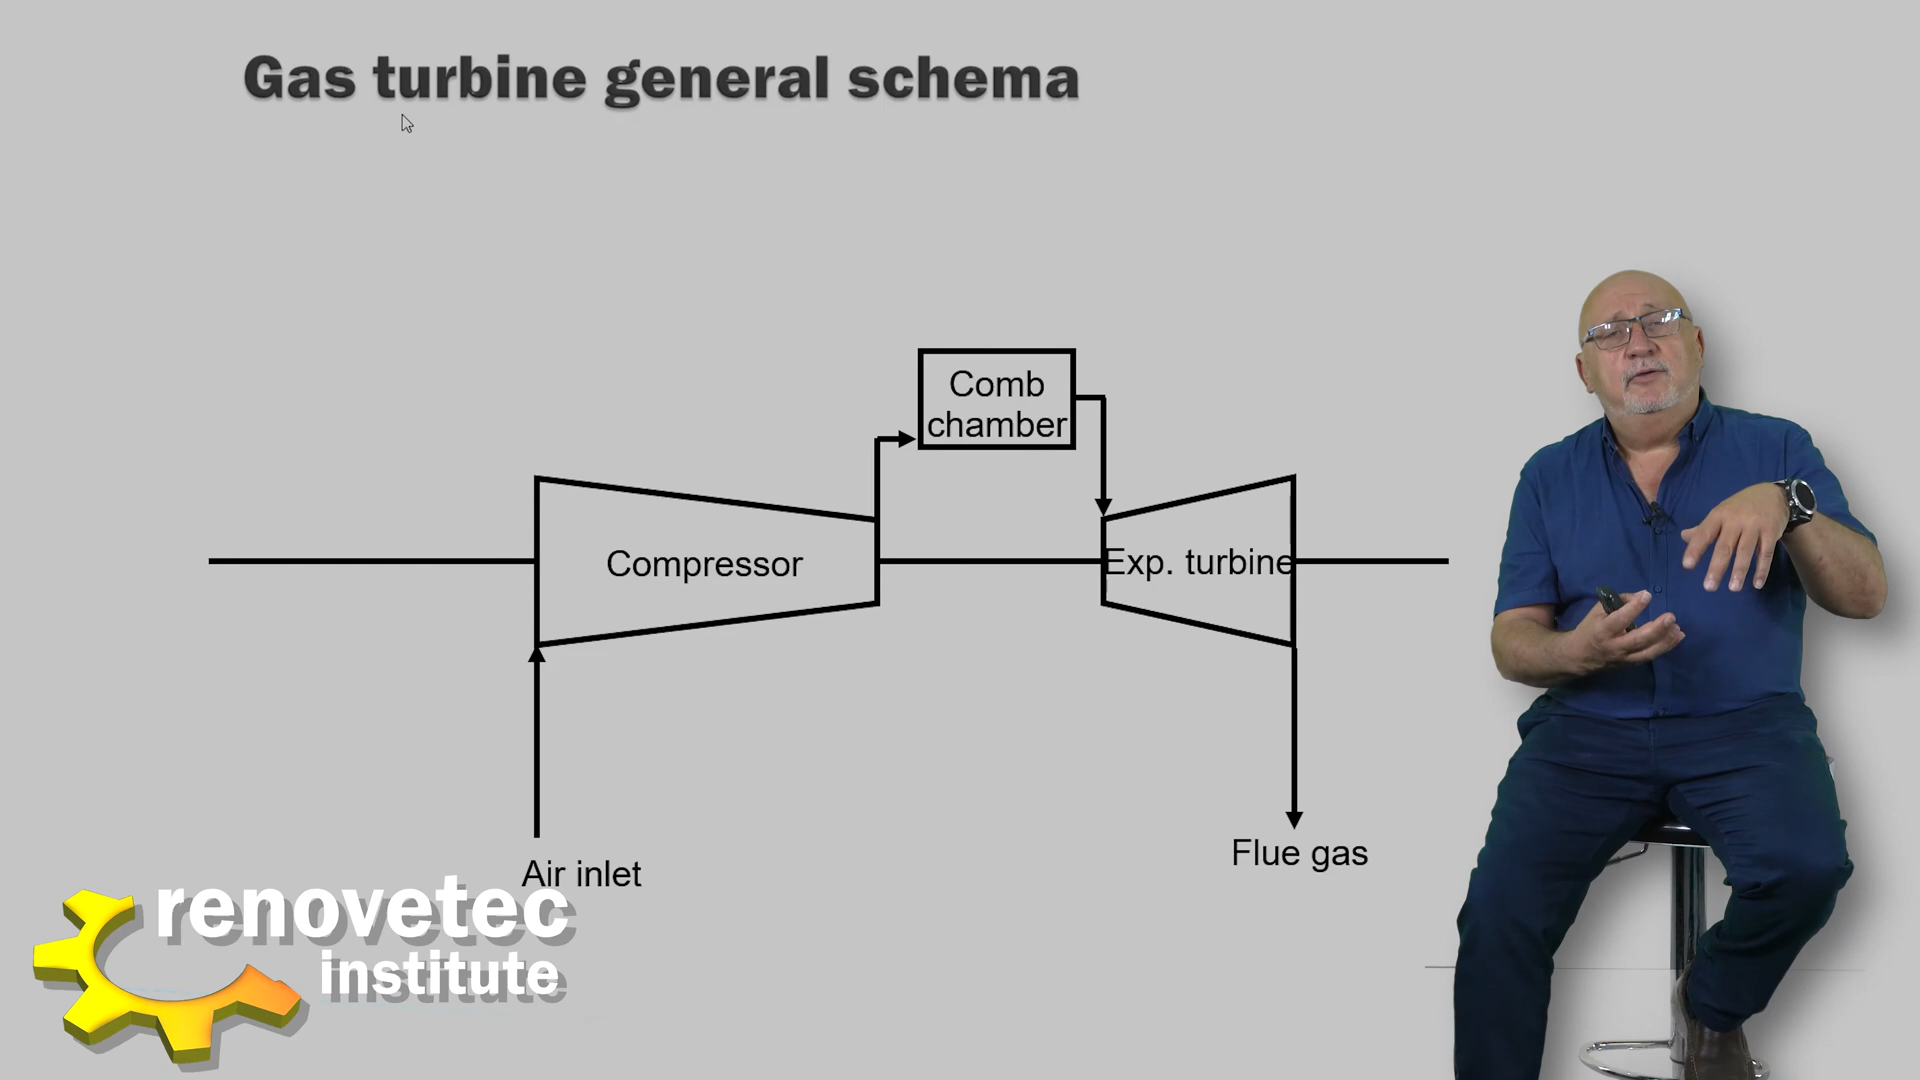 Gas turbine general schema
Comb
chamber
Compressor
Exp. turbine
Flue gas
Air inlet
renovetec
institute